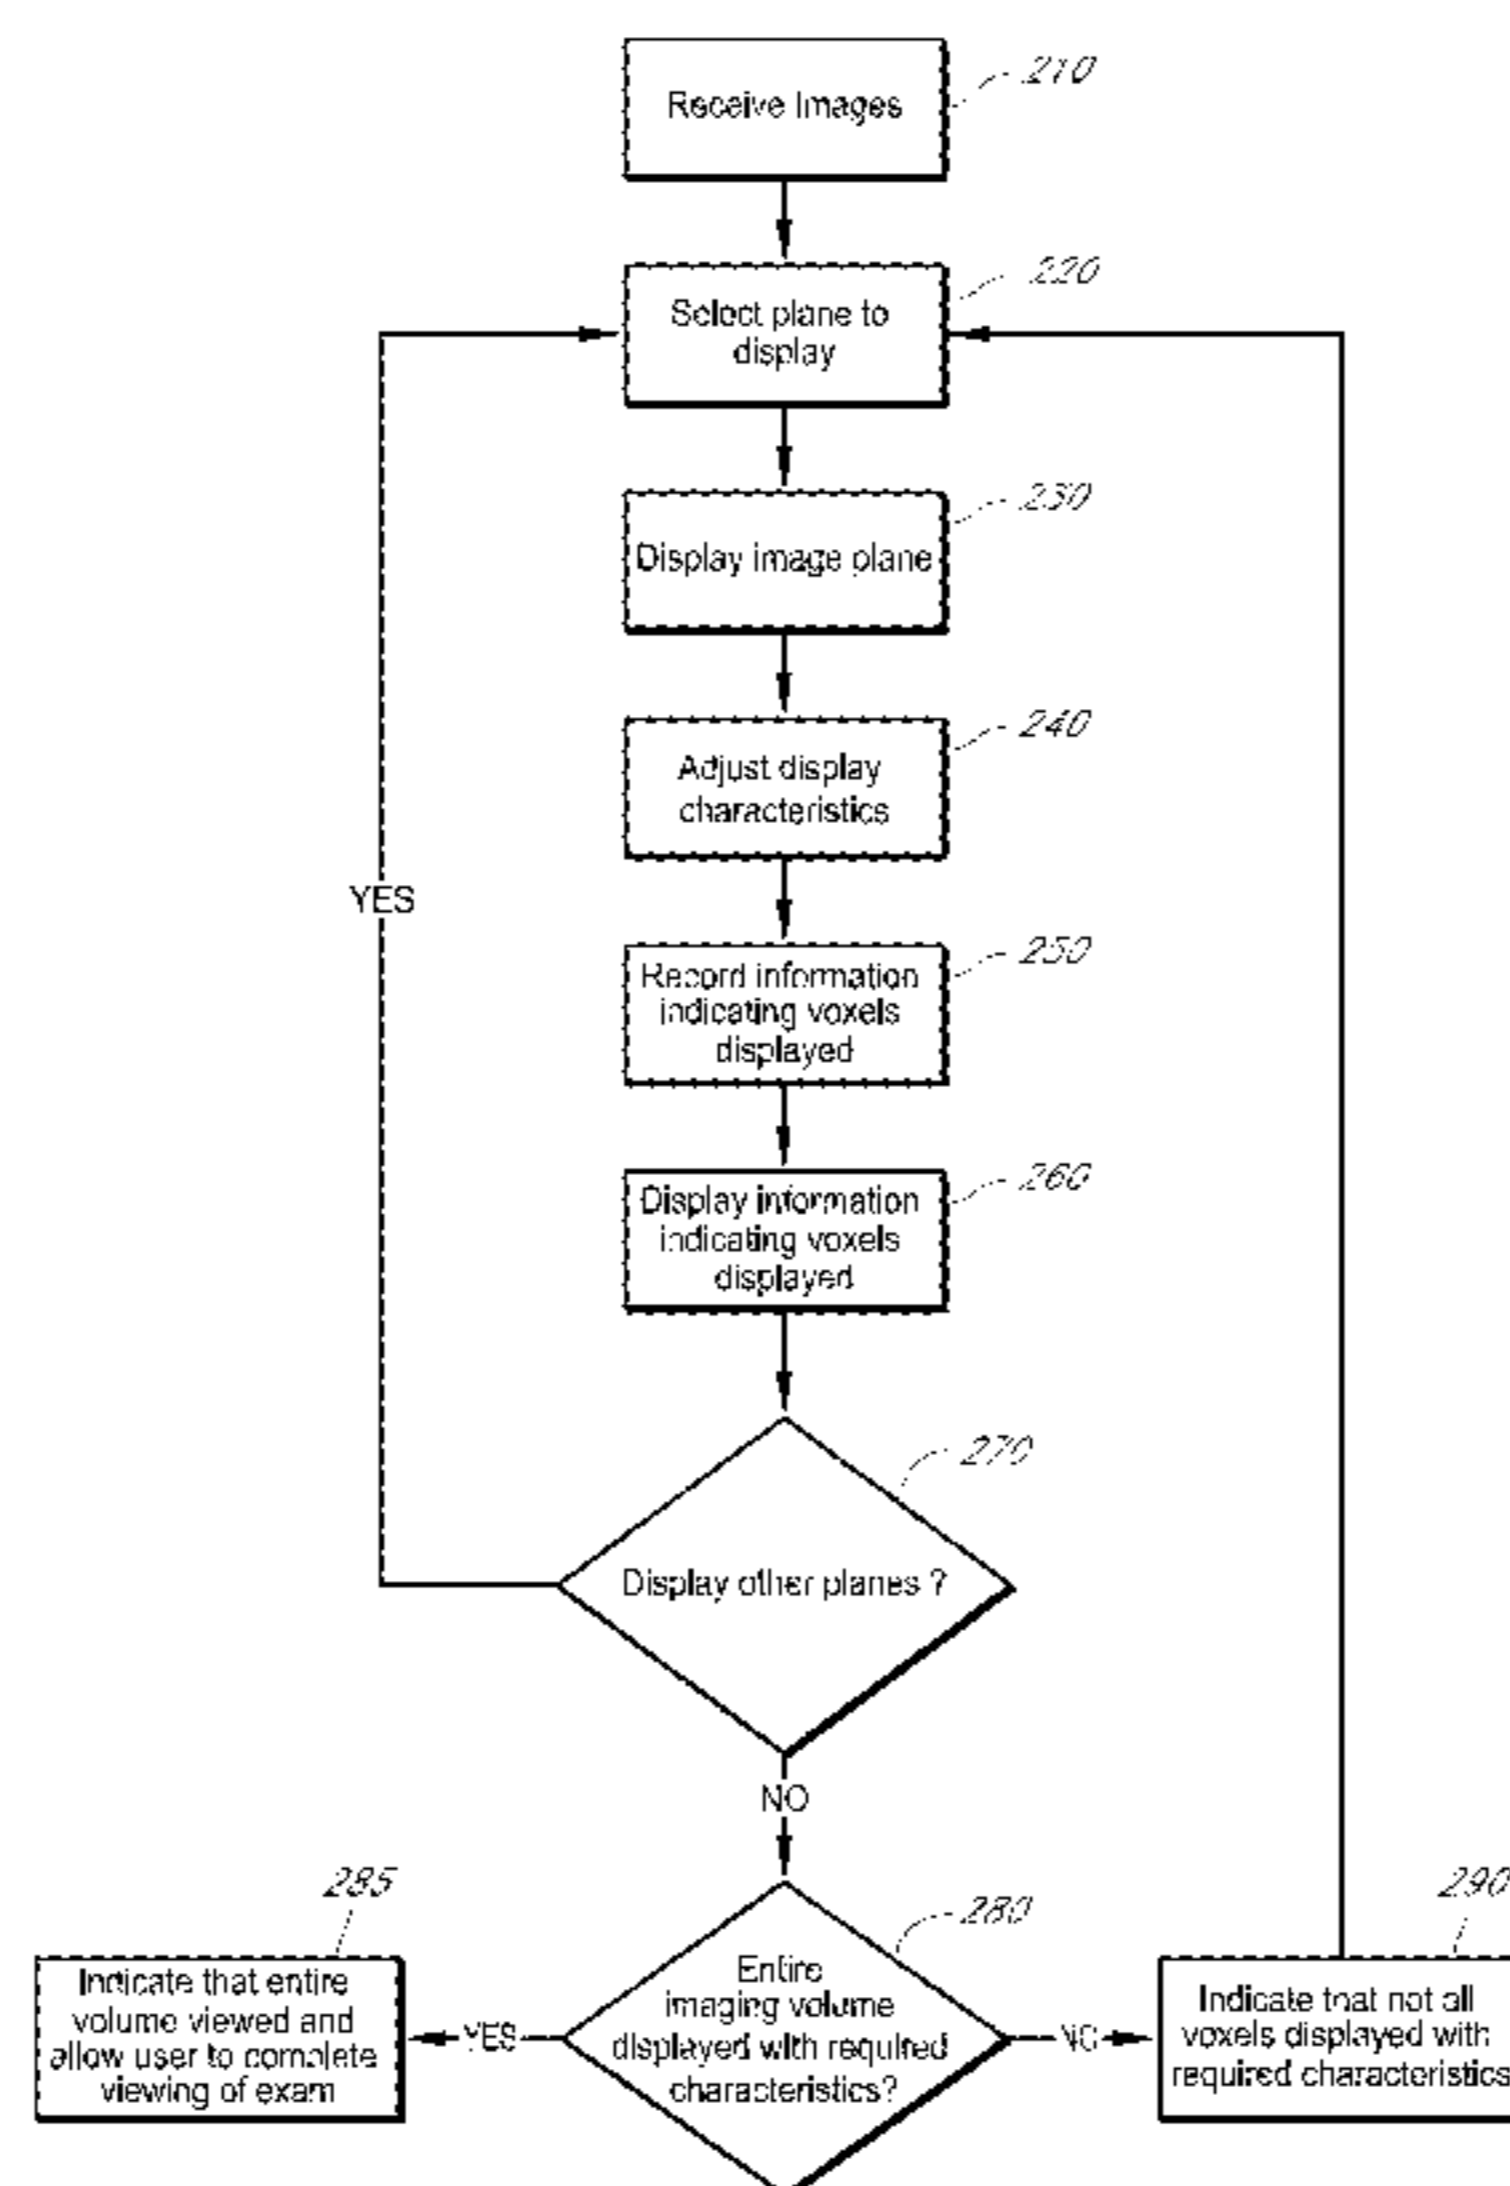 Receive Images
210
Select plane to
display
220
Display image plane
230
Adjust display
characteristics
240
YES
Record information
indicating voxels
displayed
250
Display information
indicating voxels
displayed
260
Display other planes ?
270
NO
285
Indicate that entire
volume viewed and
allow user to complete
viewing of exam
YES
Entire
imaging volume
displayed with required
characteristics?
280
NO
290
Indicate that not all
voxels displayed with
required characteristics